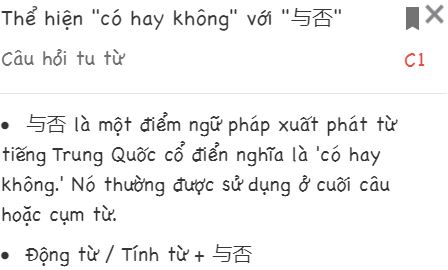 Thể hiện "có hay không" với "与否"
Câu hỏi tu từ
C1
• 与否 là một điểm ngữ pháp xuất phát từ
tiếng Trung Quốc cổ điển nghĩa là 'có hay
không.' Nó thường được sử dụng ở cuối câu
hoặc cụm từ.
• Động từ / Tính từ + 与否